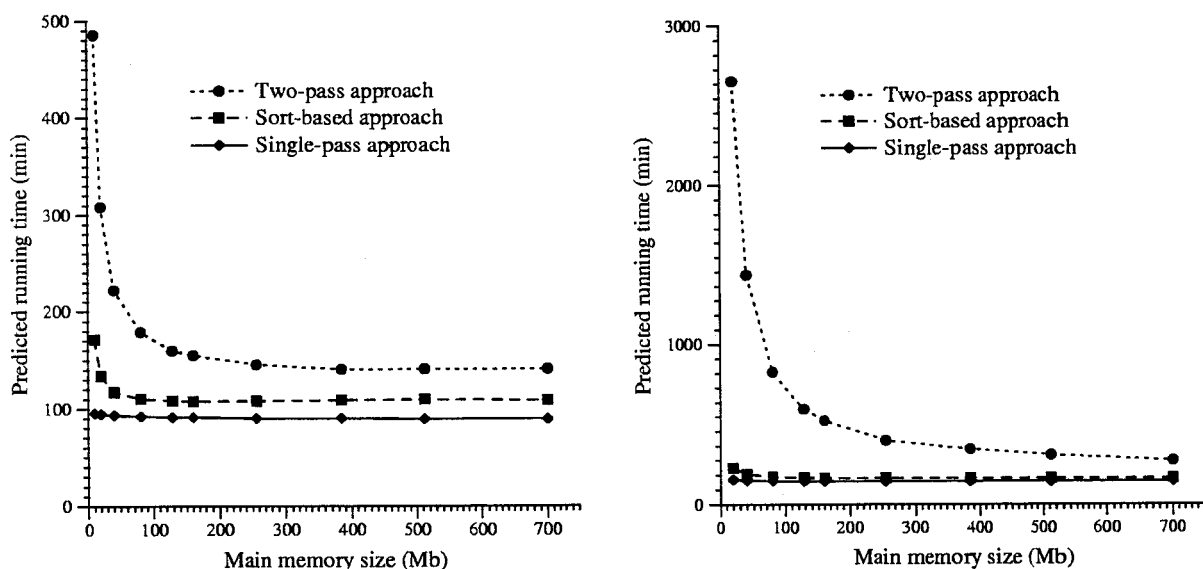 500
400
300
200
100
0
Predicted running time (min)
Two-pass approach
Sort-based approach
Single-pass approach
0 100 200 300 400 500 600 700
Main memory size (Mb)
3000
2000
1000
0
Predicted running time (min)
Two-pass approach
Sort-based approach
Single-pass approach
0 100 200 300 400 500 600 700
Main memory size (Mb)